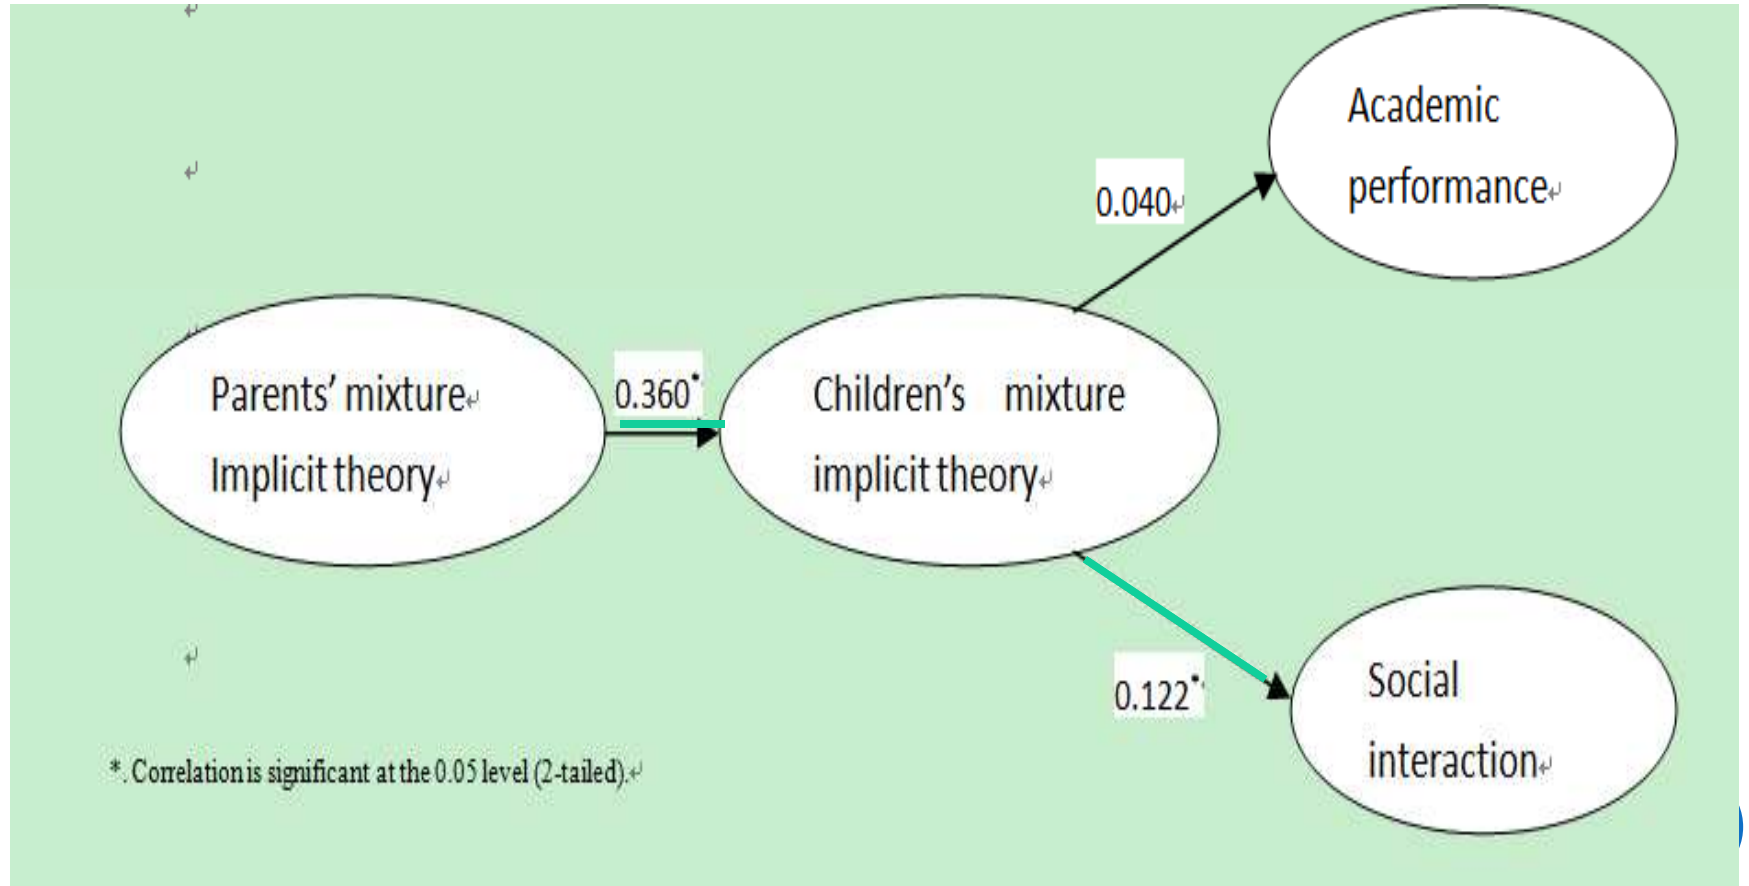 Academic
performance
0.040
Parents’ mixture
Implicit theory
0.360*
Children’s mixture
implicit theory
0.122*
Social
interaction
*. Correlation is significant at the 0.05 level (2-tailed).